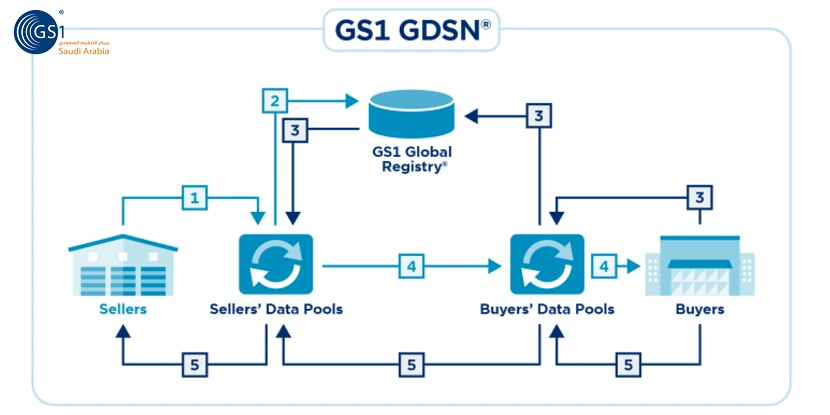 GS1 GDSN®
GS1®
مركز الترقيم السعودي
Saudi Arabia
2
3
3
GS1 Global
Registry®
1
3
4
4
Sellers
Sellers' Data Pools
Buyers' Data Pools
Buyers
5
5
5